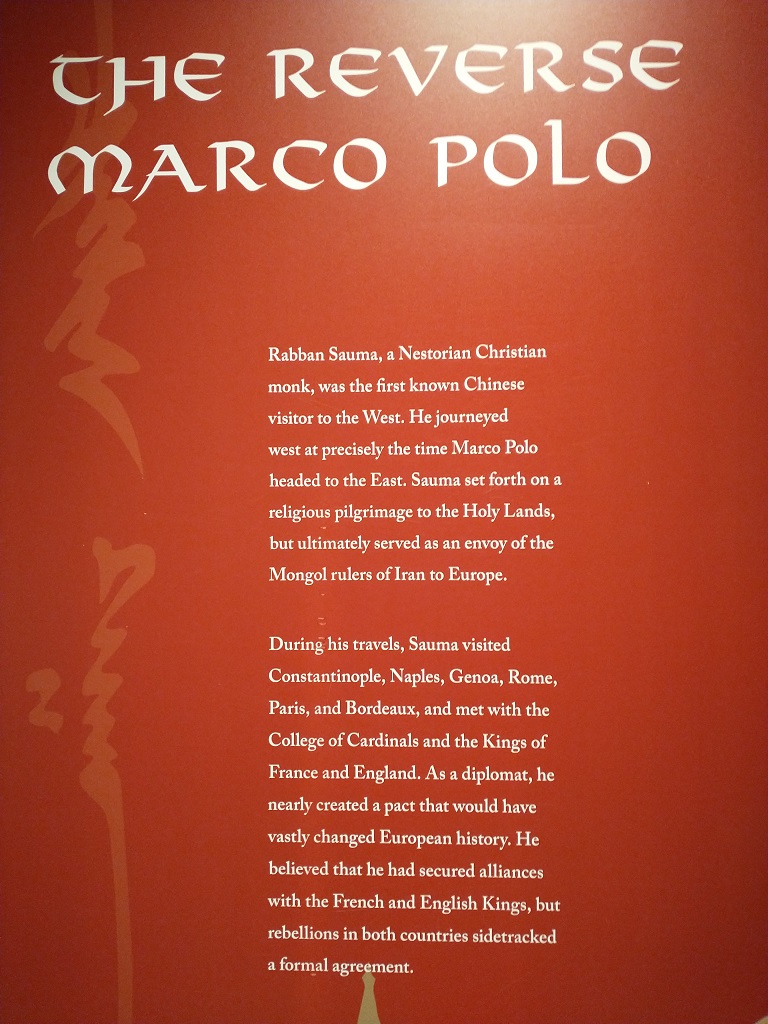 THE REVERSE
MARCO POLO
Rabban Sauma, a Nestorian Christian
monk, was the first known Chinese
visitor to the West. He journeyed
west at precisely the time Marco Polo
headed to the East. Sauma set forth on a
religious pilgrimage to the Holy Lands,
but ultimately served as an envoy of the
Mongol rulers of Iran to Europe.
During his travels, Sauma visited
Constantinople, Naples, Genoa, Rome,
Paris, and Bordeaux, and met with the
College of Cardinals and the Kings of
France and England. As a diplomat, he
nearly created a pact that would have
vastly changed European history. He
believed that he had secured alliances
with the French and English Kings, but
rebellions in both countries sidetracked
a formal agreement.